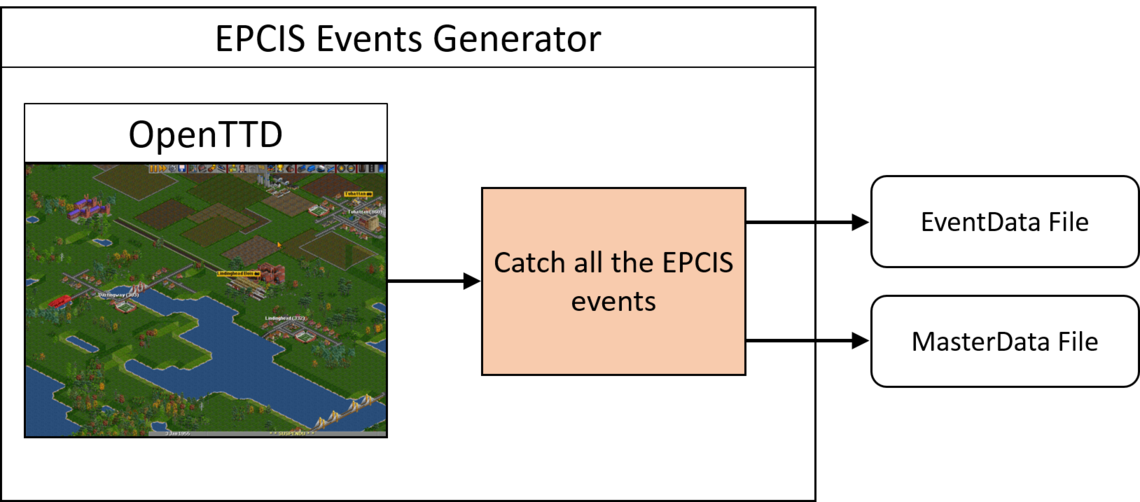 EPCIS Events Generator
OpenTTD
Catch all the EPCIS
events
EventData File
MasterData File